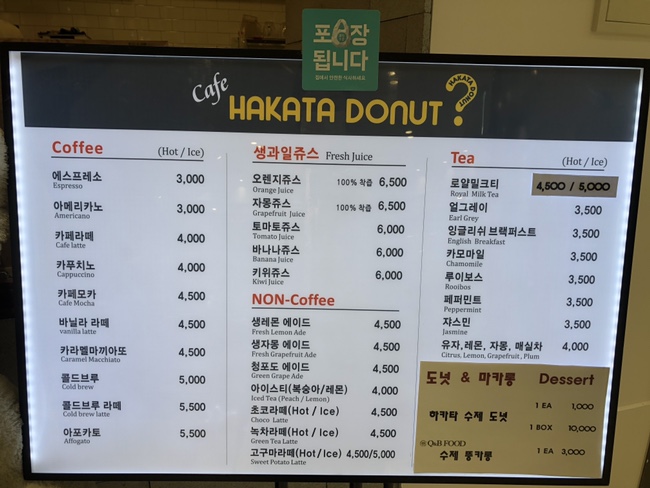 포장
됩니다
집에서 안전한 식사하세요
Cafe
HAKATA DONUT
HAKATA DONUT
Coffee (Hot / Ice)
에스프레소 3,000
Espresso
아메리카노 3,000
Americano
카페라떼 4,000
Cafe latte
카푸치노 4,000
Cappuccino
카페모카 4,500
Cafe Mocha
바닐라 라떼 4,500
vanilla latte
카라멜마끼아또 4,500
Caramel Macchiato
콜드브루 5,000
Cold brew
콜드브루 라떼 5,500
Cold brew latte
아포카토 5,500
Affogato
생과일쥬스 Fresh Juice
오렌지쥬스 100% 착즙 6,500
Orange Juice
자몽쥬스 100% 착즙 6,500
Grapefruit Juice
토마토쥬스 6,000
Tomato Juice
바나나쥬스 6,000
Banana Juice
키위쥬스 6,000
Kiwi Juice
NON-Coffee
생레몬 에이드 4,500
Fresh Lemon Ade
생자몽 에이드 4,500
Fresh Grapefruit Ade
청포도 에이드 4,500
Green Grape Ade
아이스티(복숭아/레몬) 4,000
Iced Tea (Peach / Lemon)
초코라떼(Hot / Ice) 4,500
Choco Latte
녹차라떼(Hot / Ice) 4,500
Green Tea Latte
고구마라떼(Hot/Ice) 4,500/5,000
Sweet Potato Latte
Tea (Hot / Ice)
로얄밀크티 4,500 / 5,000
Royal Milk Tea
얼그레이 3,500
Earl Grey
잉글리쉬 브랙퍼스트 3,500
English Breakfast
카모마일 3,500
Chamomile
루이보스 3,500
Rooibos
페퍼민트 3,500
Peppermint
쟈스민 3,500
Jasmine
유자, 레몬, 자몽, 매실차 4,000
Citrus, Lemon, Grapefruit, Plum
도넛 & 마카롱 Dessert
1 EA 1,000
하카타 수제 도넛
1 BOX 10,000
Q&B FOOD
수제 뚱카롱 1 EA 3,000